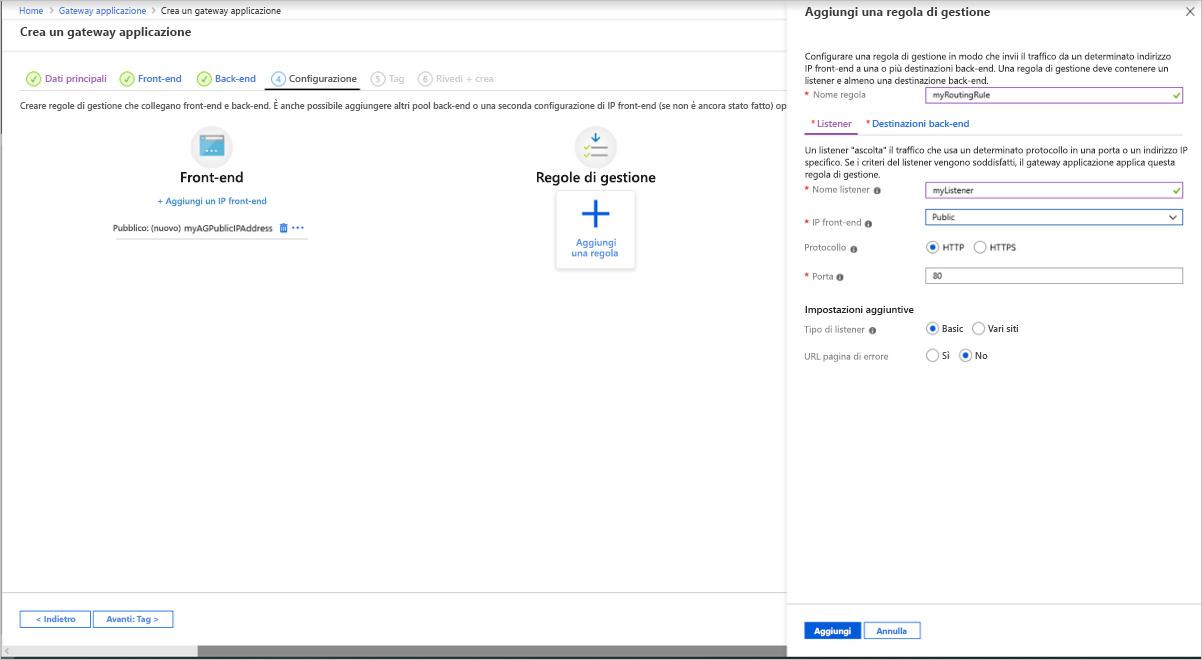 Home > Gateway applicazione > Crea un gateway applicazione
Crea un gateway applicazione
Dati principali Front-end Back-end 4 Configurazione 5 Tag 6 Rivedi + crea
Creare regole di gestione che collegano front-end e back-end. È anche possibile aggiungere altri pool back-end o una seconda configurazione di IP front-end (se non è ancora stato fatto) op
Front-end
+ Aggiungi un IP front-end
Pubblico: (nuovo) myAGPublicIPAddress
Regole di gestione
Aggiungi
una regola
< Indietro
Avanti: Tag >
Aggiungi una regola di gestione
Configurare una regola di gestione in modo che invii il traffico da un determinato indirizzo
IP front-end a una o più destinazioni back-end. Una regola di gestione deve contenere un
listener e almeno una destinazione back-end.
* Nome regola myRoutingRule
* Listener * Destinazioni back-end
Un listener "ascolta" il traffico che usa un determinato protocollo in una porta o un indirizzo IP
specifico. Se i criteri del listener vengono soddisfatti, il gateway applicazione applica questa
regola di gestione.
* Nome listener myListener
* IP front-end Public
Protocollo HTTP HTTPS
* Porta 80
Impostazioni aggiuntive
Tipo di listener Basic Vari siti
URL pagina di errore Sì No
Aggiungi Annulla